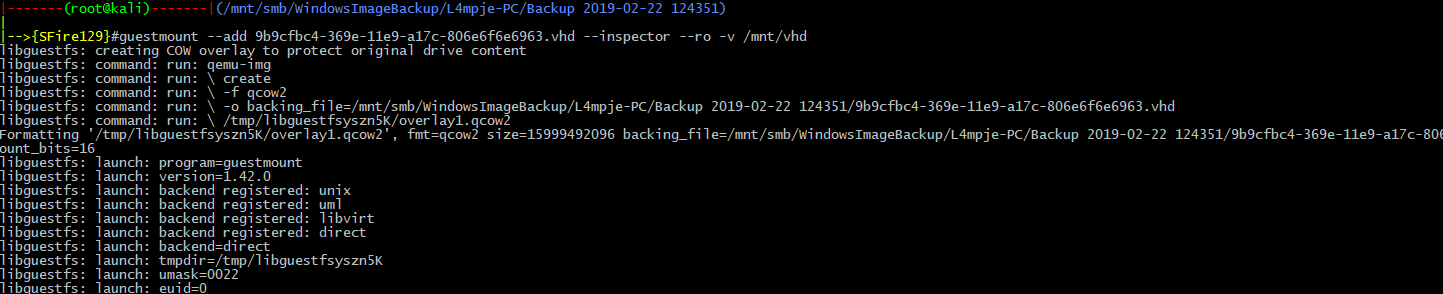 |-------(root@kali)-------|(/mnt/smb/WindowsImageBackup/L4mpje-PC/Backup 2019-02-22 124351)
|
|-->{SFire129}#guestmount --add 9b9cfbc4-369e-11e9-a17c-806e6f6e6963.vhd --inspector --ro -v /mnt/vhd
libguestfs: creating COW overlay to protect original drive content
libguestfs: command: run: qemu-img
libguestfs: command: run: \ create
libguestfs: command: run: \ -f qcow2
libguestfs: command: run: \ -o backing_file=/mnt/smb/WindowsImageBackup/L4mpje-PC/Backup 2019-02-22 124351/9b9cfbc4-369e-11e9-a17c-806e6f6e6963.vhd
libguestfs: command: run: \ /tmp/libguestfsyszn5K/overlay1.qcow2
Formatting '/tmp/libguestfsyszn5K/overlay1.qcow2', fmt=qcow2 size=15999492096 backing_file=/mnt/smb/WindowsImageBackup/L4mpje-PC/Backup 2019-02-22 124351/9b9cfbc4-369e-11e9-a17c-806
ount_bits=16
libguestfs: launch: program=guestmount
libguestfs: launch: version=1.42.0
libguestfs: launch: backend registered: unix
libguestfs: launch: backend registered: uml
libguestfs: launch: backend registered: libvirt
libguestfs: launch: backend registered: direct
libguestfs: launch: backend=direct
libguestfs: launch: tmpdir=/tmp/libguestfsyszn5K
libguestfs: launch: umask=0022
libguestfs: launch: euid=0